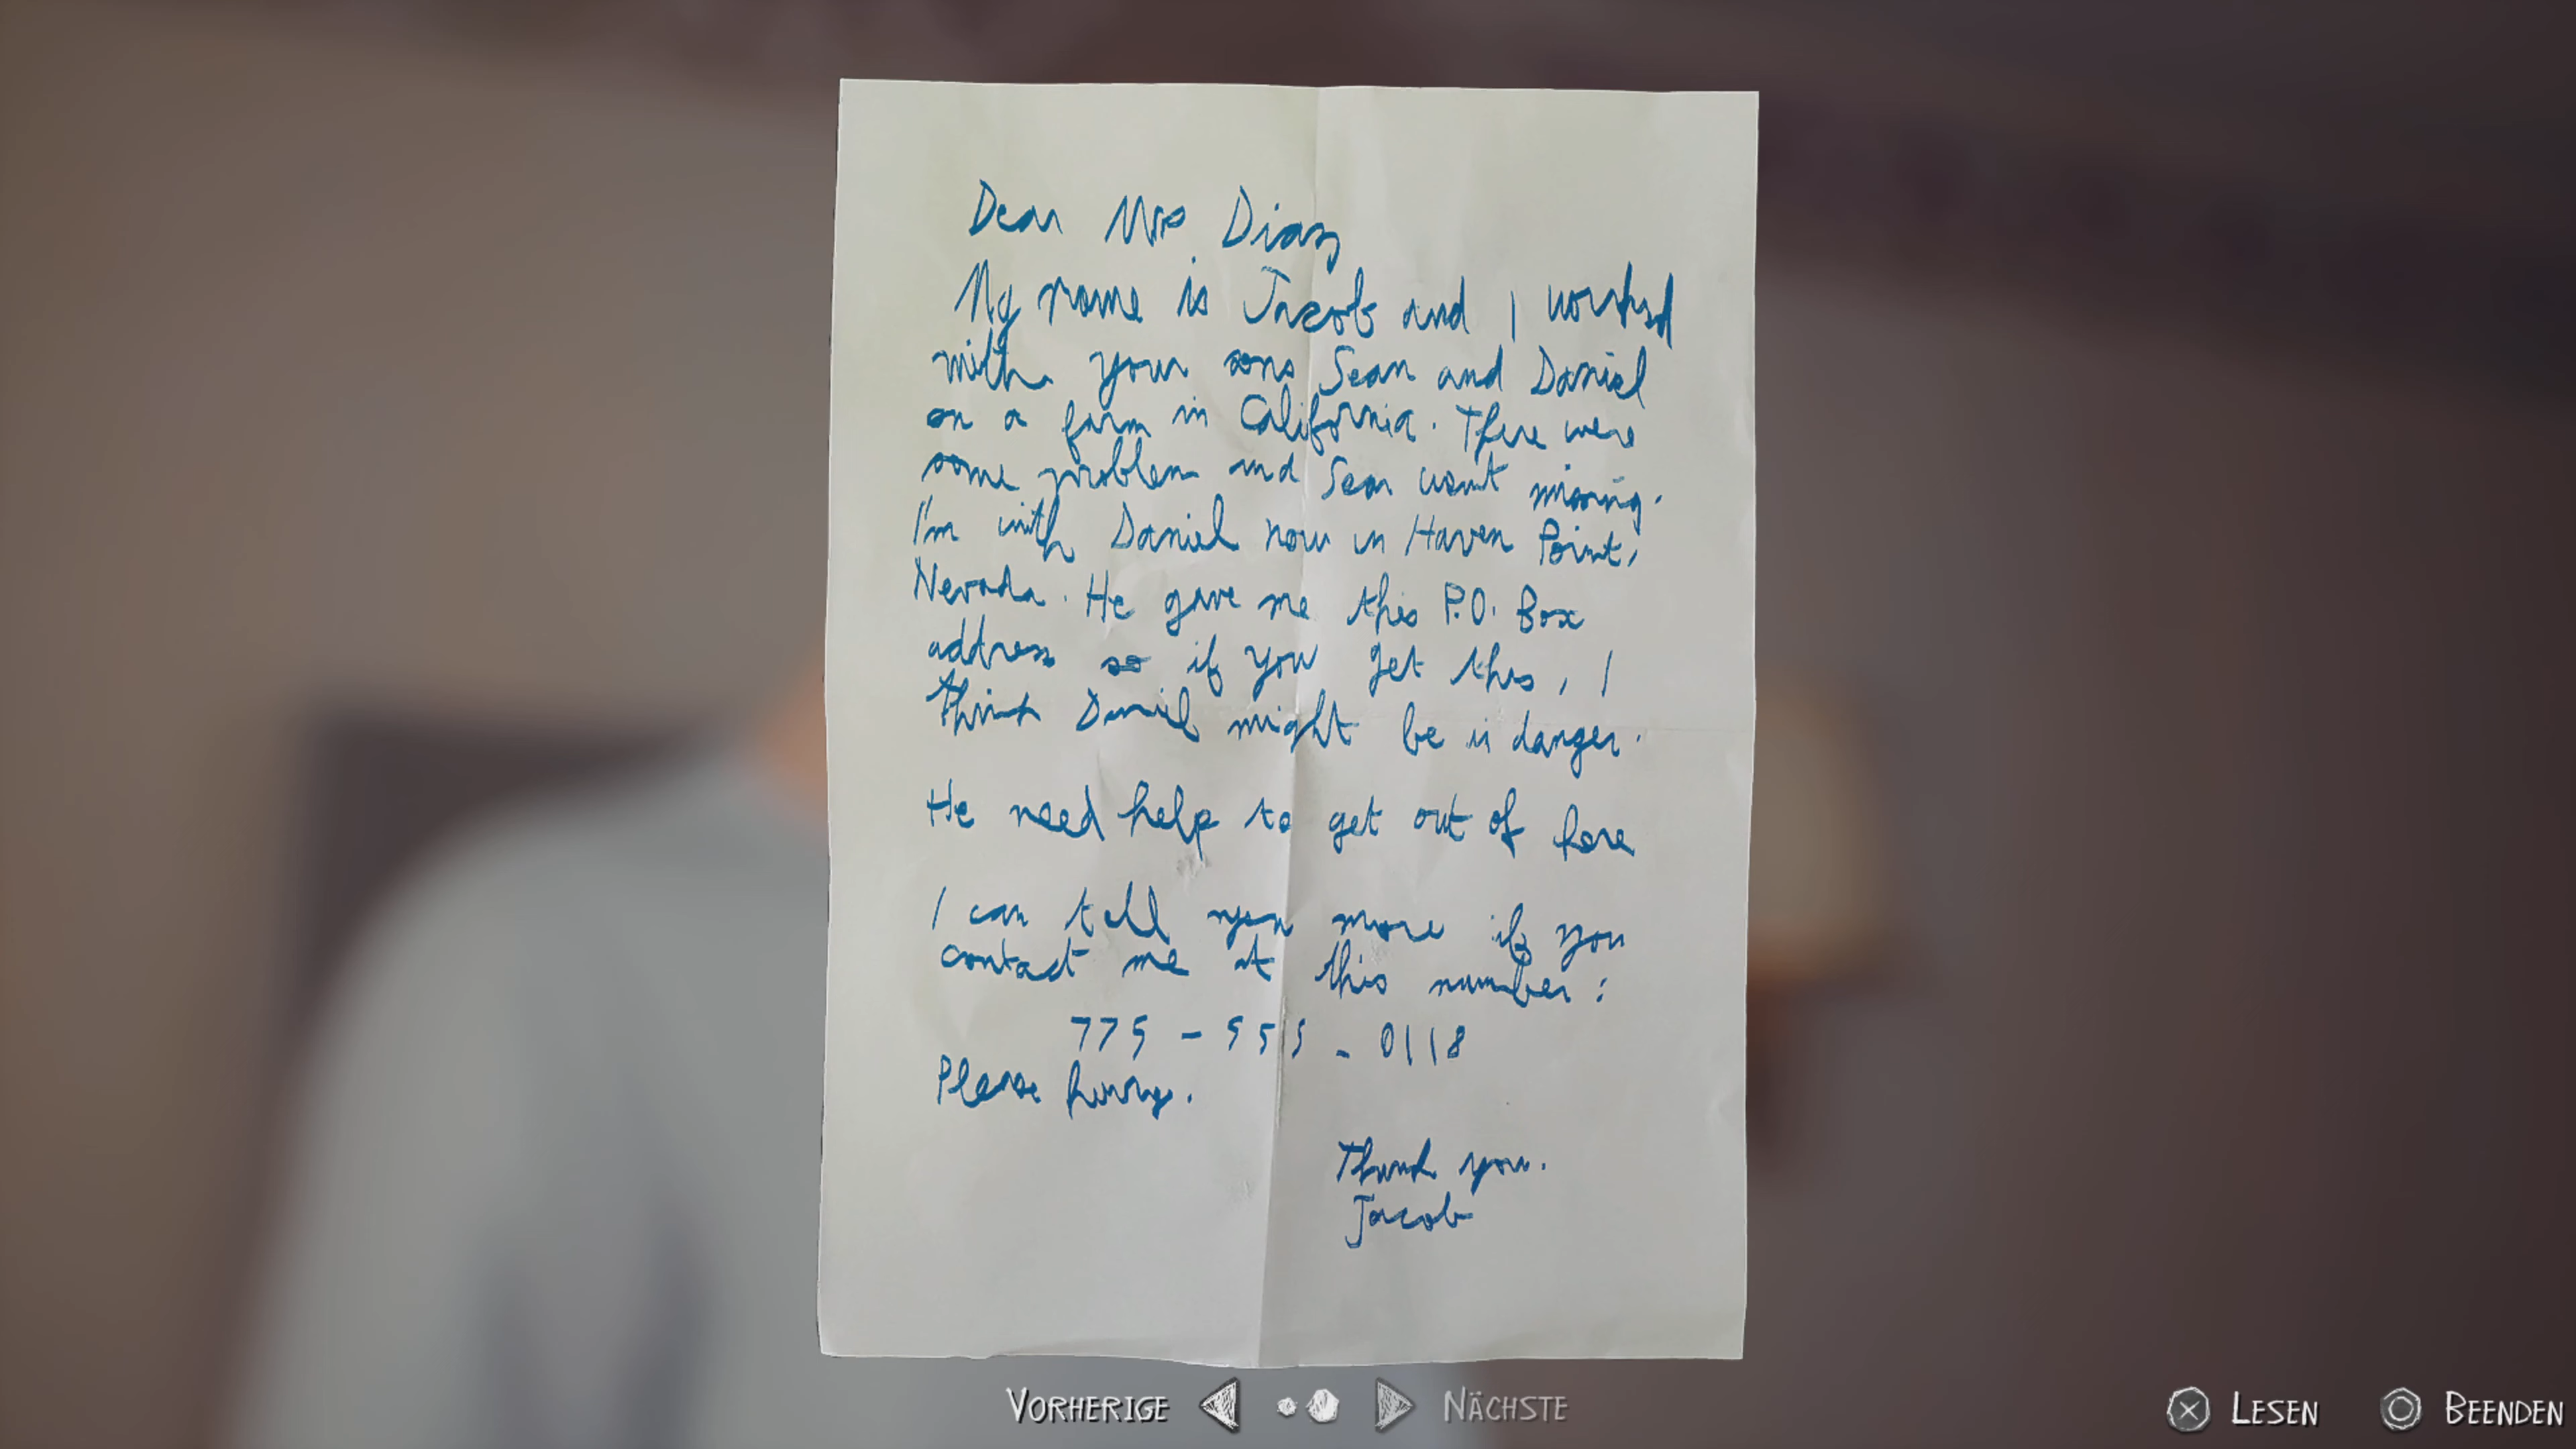 Dear Mrs Diaz
My name is Jacob and I worked
with your sons Sean and Daniel
on a farm in California. There were
some problem and Sean went missing.
I'm with Daniel now in Haven Point,
Nevada. He gave me this P.O. Box
address so if you get this, I
think Daniel might be in danger.
He need help to get out of here
I can tell you more if you
contact me at this number:
775-555-0118
Please hurry.
Thank you.
Jacob
VORHERIGE NÄCHSTE
LESEN BEENDEN